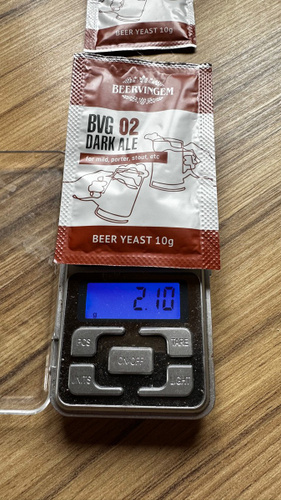 BEER YEAST 10g
BEERVINGEM
BVG 02
DARK ALE
for mild, porter, stout, etc
BEER YEAST 10g
2.10
g
PCS
TARE
ON/OFF
UNITS
LIGHT